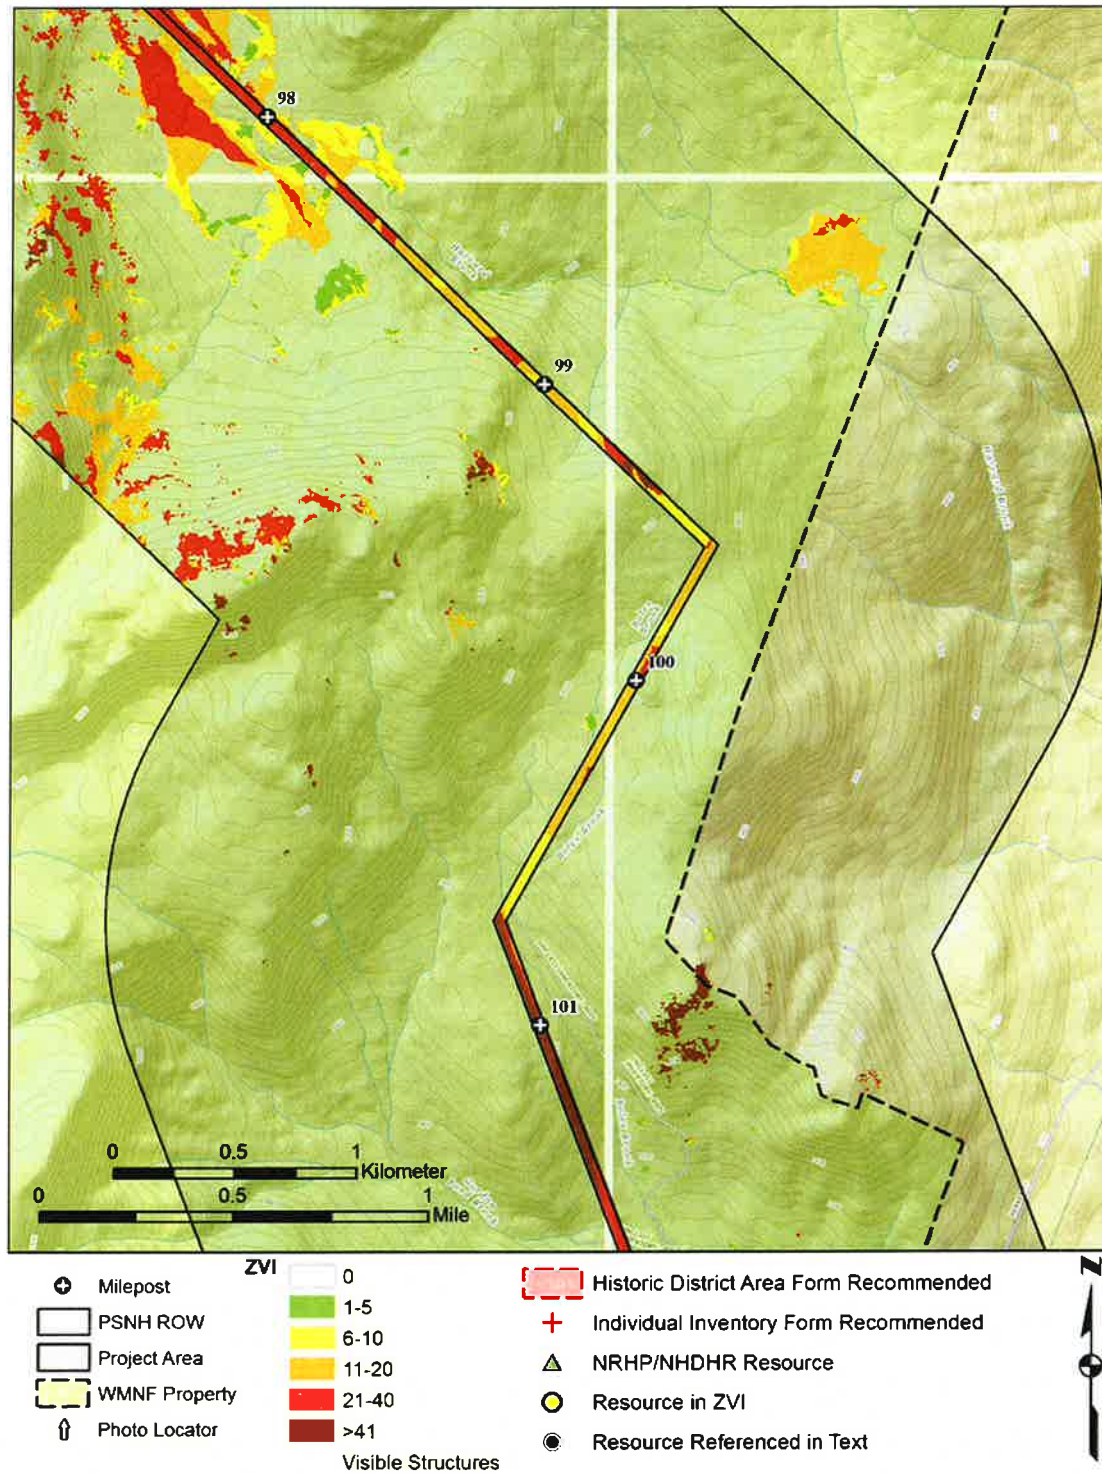 98
99
100
101
0 0.5 1
Kilometer
0 0.5 1
Mile
Milepost
PSNH ROW
Project Area
WMNF Property
Photo Locator
ZVI
0
1-5
6-10
11-20
21-40
>41
Visible Structures
Historic District Area Form Recommended
Individual Inventory Form Recommended
NRHP/NHDHR Resource
Resource in ZVI
Resource Referenced in Text
N